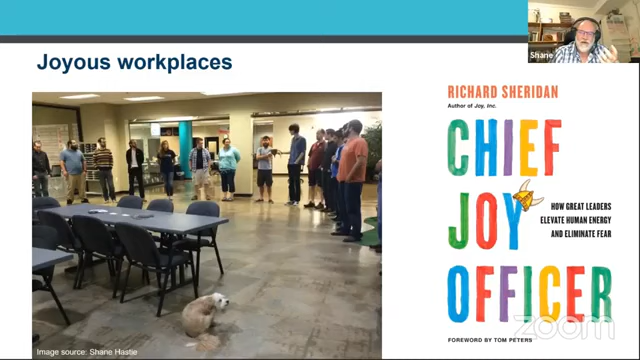 Joyous workplaces
Shane
RICHARD SHERIDAN
Author of Joy, Inc.
CHIEF
JOY
OFFICER
HOW GREAT LEADERS
ELEVATE HUMAN ENERGY
AND ELIMINATE FEAR
FOREWORD BY TOM PETERS
zoom
Image source: Shane Hastie